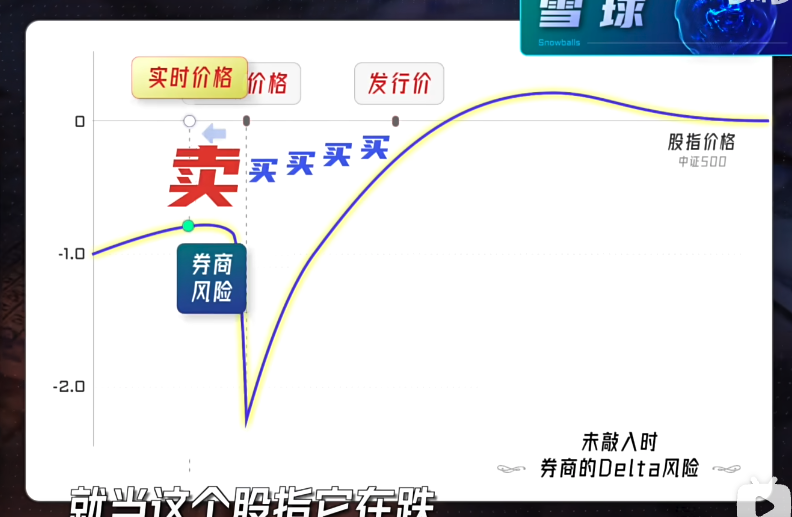 雪球
Snowballs
实时价格
价格
发行价
0
股指价格
中证500
卖
买
买
买
买
-1.0
券商
风险
-2.0
未敲入时
券商的Delta风险
就当这个股指它在跌